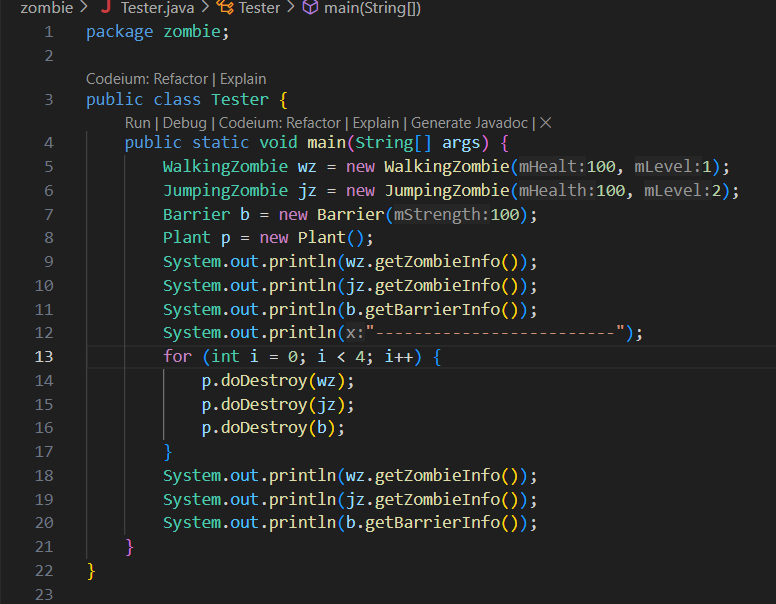 zombie > J Tester.java > Tester > main(String[])
1 package zombie;
2
Codeium: Refactor | Explain
3 public class Tester {
Run | Debug | Codeium: Refactor | Explain | Generate Javadoc | ✕
4 public static void main(String[] args) {
5 WalkingZombie wz = new WalkingZombie(mHealt:100, mLevel:1);
6 JumpingZombie jz = new JumpingZombie(mHealth:100, mLevel:2);
7 Barrier b = new Barrier(mStrength:100);
8 Plant p = new Plant();
9 System.out.println(wz.getZombieInfo());
10 System.out.println(jz.getZombieInfo());
11 System.out.println(b.getBarrierInfo());
12 System.out.println(x:"-------------------------");
13 for (int i = 0; i < 4; i++) {
14 p.doDestroy(wz);
15 p.doDestroy(jz);
16 p.doDestroy(b);
17 }
18 System.out.println(wz.getZombieInfo());
19 System.out.println(jz.getZombieInfo());
20 System.out.println(b.getBarrierInfo());
21 }
22 }
23